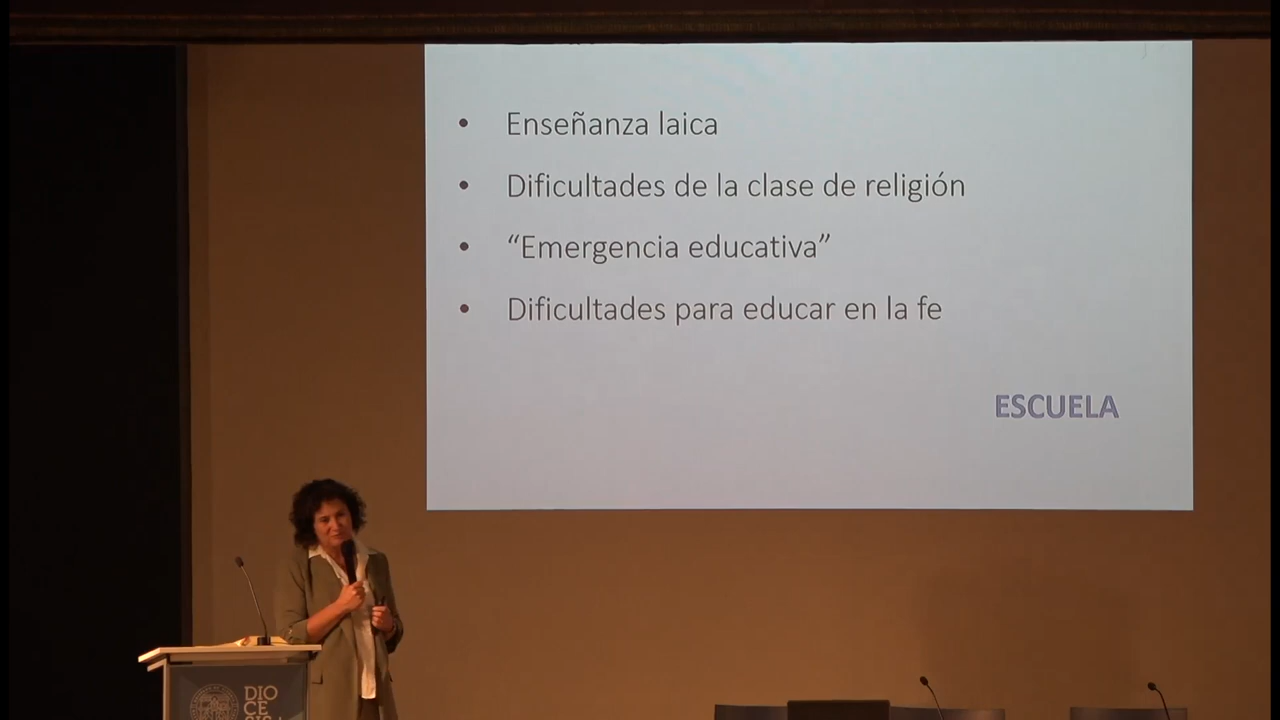 • Enseñanza laica
• Dificultades de la clase de religión
• “Emergencia educativa”
• Dificultades para educar en la fe
ESCUELA
DIO
CE